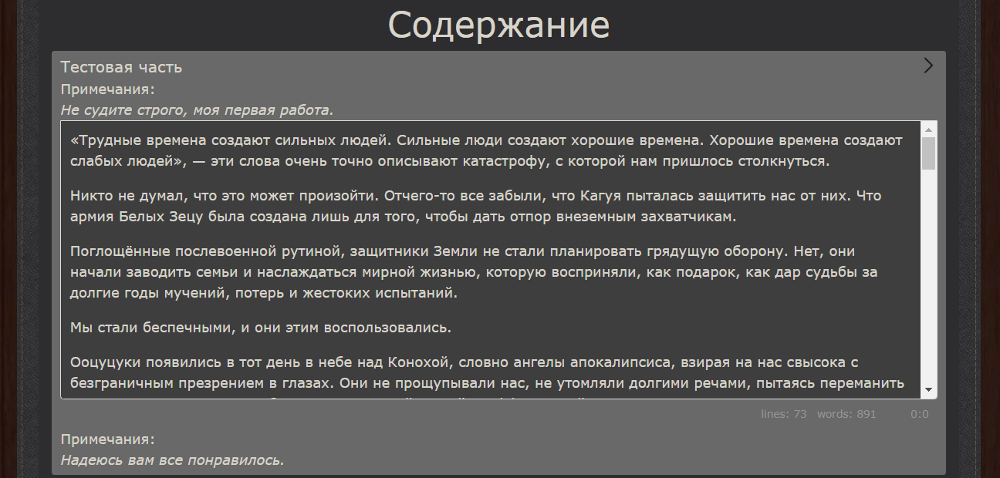 Содержание
Тестовая часть
Примечания:
Не судите строго, моя первая работа.
«Трудные времена создают сильных людей. Сильные люди создают хорошие времена. Хорошие времена создают
слабых людей», — эти слова очень точно описывают катастрофу, с которой нам пришлось столкнуться.
Никто не думал, что это может произойти. Отчего-то все забыли, что Кагуя пыталась защитить нас от них. Что
армия Белых Зецу была создана лишь для того, чтобы дать отпор внеземным захватчикам.
Поглощённые послевоенной рутиной, защитники Земли не стали планировать грядущую оборону. Нет, они
начали заводить семьи и наслаждаться мирной жизнью, которую восприняли, как подарок, как дар судьбы за
долгие годы мучений, потерь и жестоких испытаний.
Мы стали беспечными, и они этим воспользовались.
Ооцуцуки появились в тот день в небе над Конохой, словно ангелы апокалипсиса, взирая на нас свысока с
безграничным презрением в глазах. Они не прощупывали нас, не утомляли долгими речами, пытаясь переманить
lines: 73 words: 891 0:0
Примечания:
Надеюсь вам все понравилось.